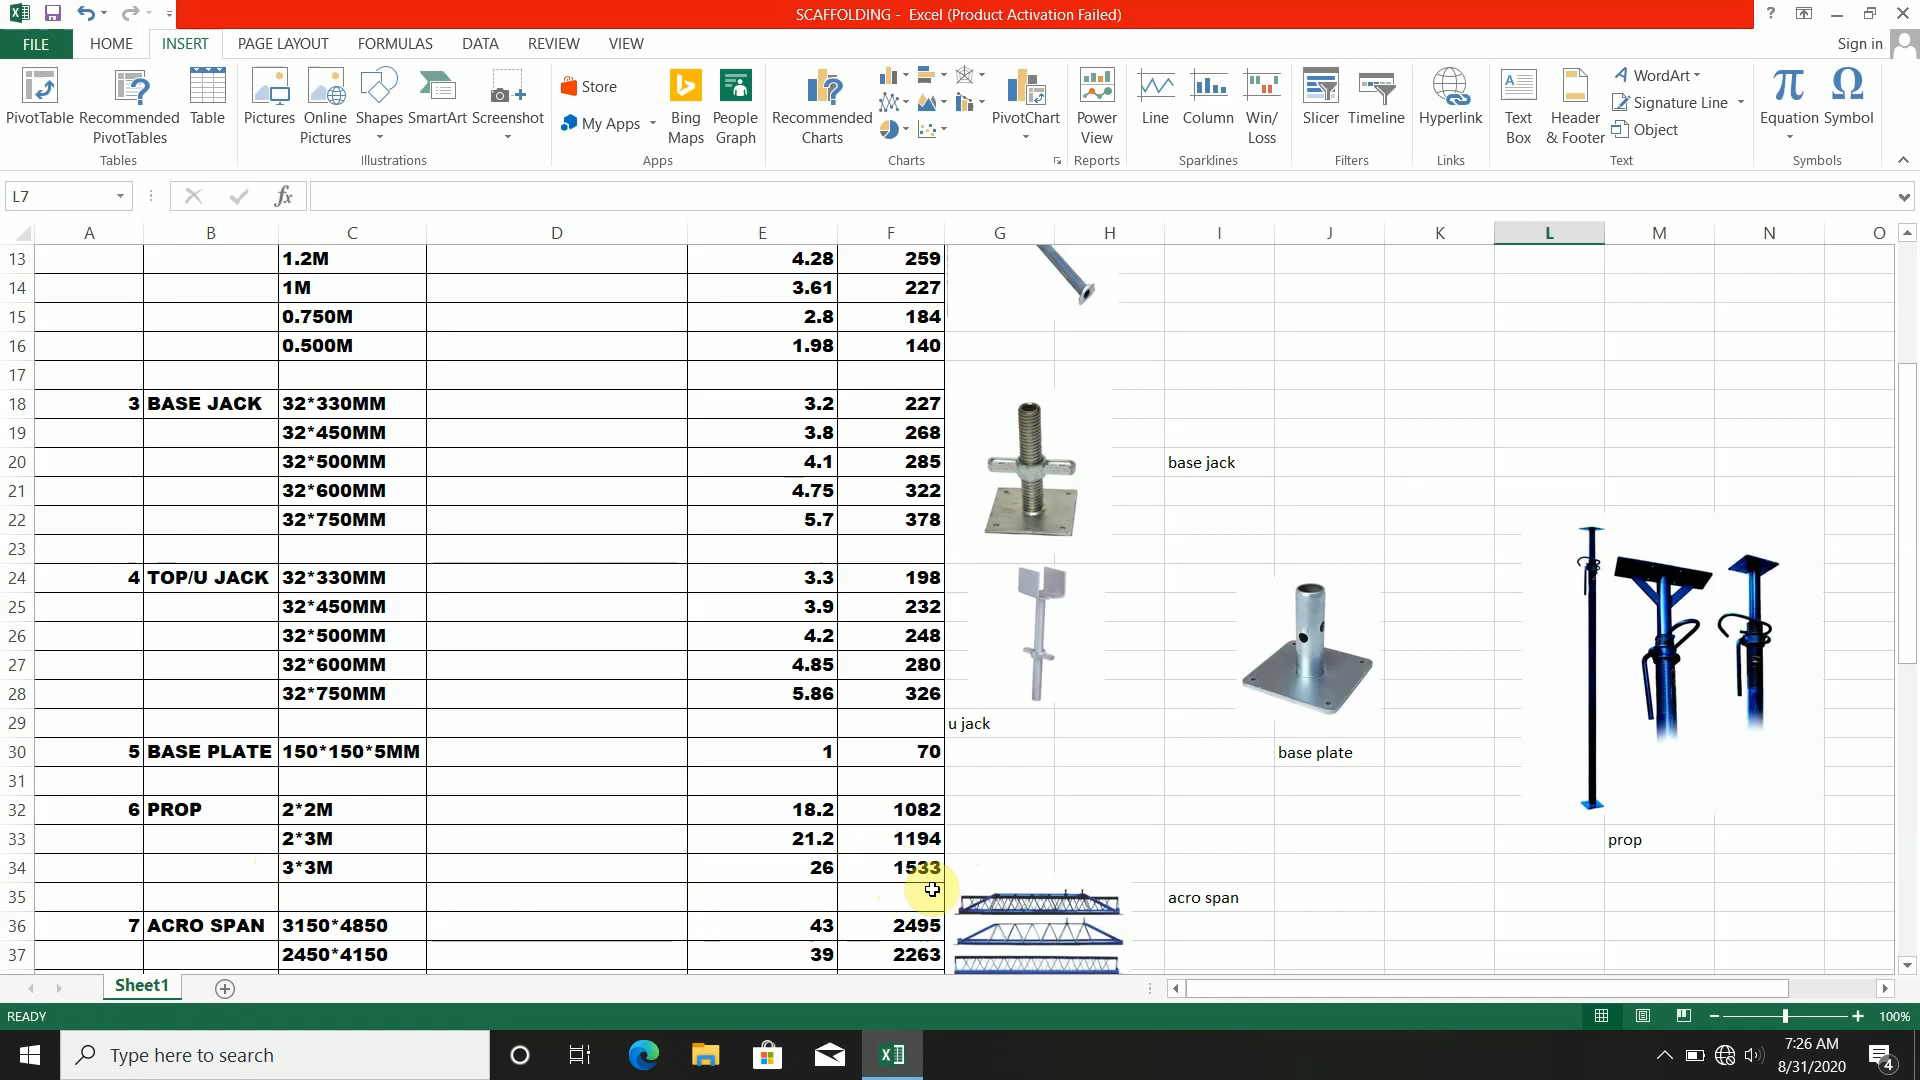 SCAFFOLDING - Excel (Product Activation Failed)
?
FILE HOME INSERT PAGE LAYOUT FORMULAS DATA REVIEW VIEW Sign in
PivotTable Recommended PivotTables Table Pictures Online Pictures Shapes SmartArt Screenshot Store My Apps Bing Maps People Graph Recommended Charts PivotChart Power View Line Column Win/Loss Slicer Timeline Hyperlink Text Box Header & Footer WordArt Signature Line Object Equation Symbol
Tables Illustrations Apps Charts Reports Sparklines Filters Links Text Symbols
L7 fx
A B C D E F G H I J K L M N O
13 1.2M 4.28 259
14 1M 3.61 227
15 0.750M 2.8 184
16 0.500M 1.98 140
17
18 3 BASE JACK 32*330MM 3.2 227
19 32*450MM 3.8 268
20 32*500MM 4.1 285 base jack
21 32*600MM 4.75 322
22 32*750MM 5.7 378
23
24 4 TOP/U JACK 32*330MM 3.3 198
25 32*450MM 3.9 232
26 32*500MM 4.2 248
27 32*600MM 4.85 280
28 32*750MM 5.86 326
29 u jack
30 5 BASE PLATE 150*150*5MM 1 70 base plate
31
32 6 PROP 2*2M 18.2 1082
33 2*3M 21.2 1194 prop
34 3*3M 26 1533
35 acro span
36 7 ACRO SPAN 3150*4850 43 2495
37 2450*4150 39 2263
Sheet1
READY 100%
Type here to search
7:26 AM
8/31/2020
4